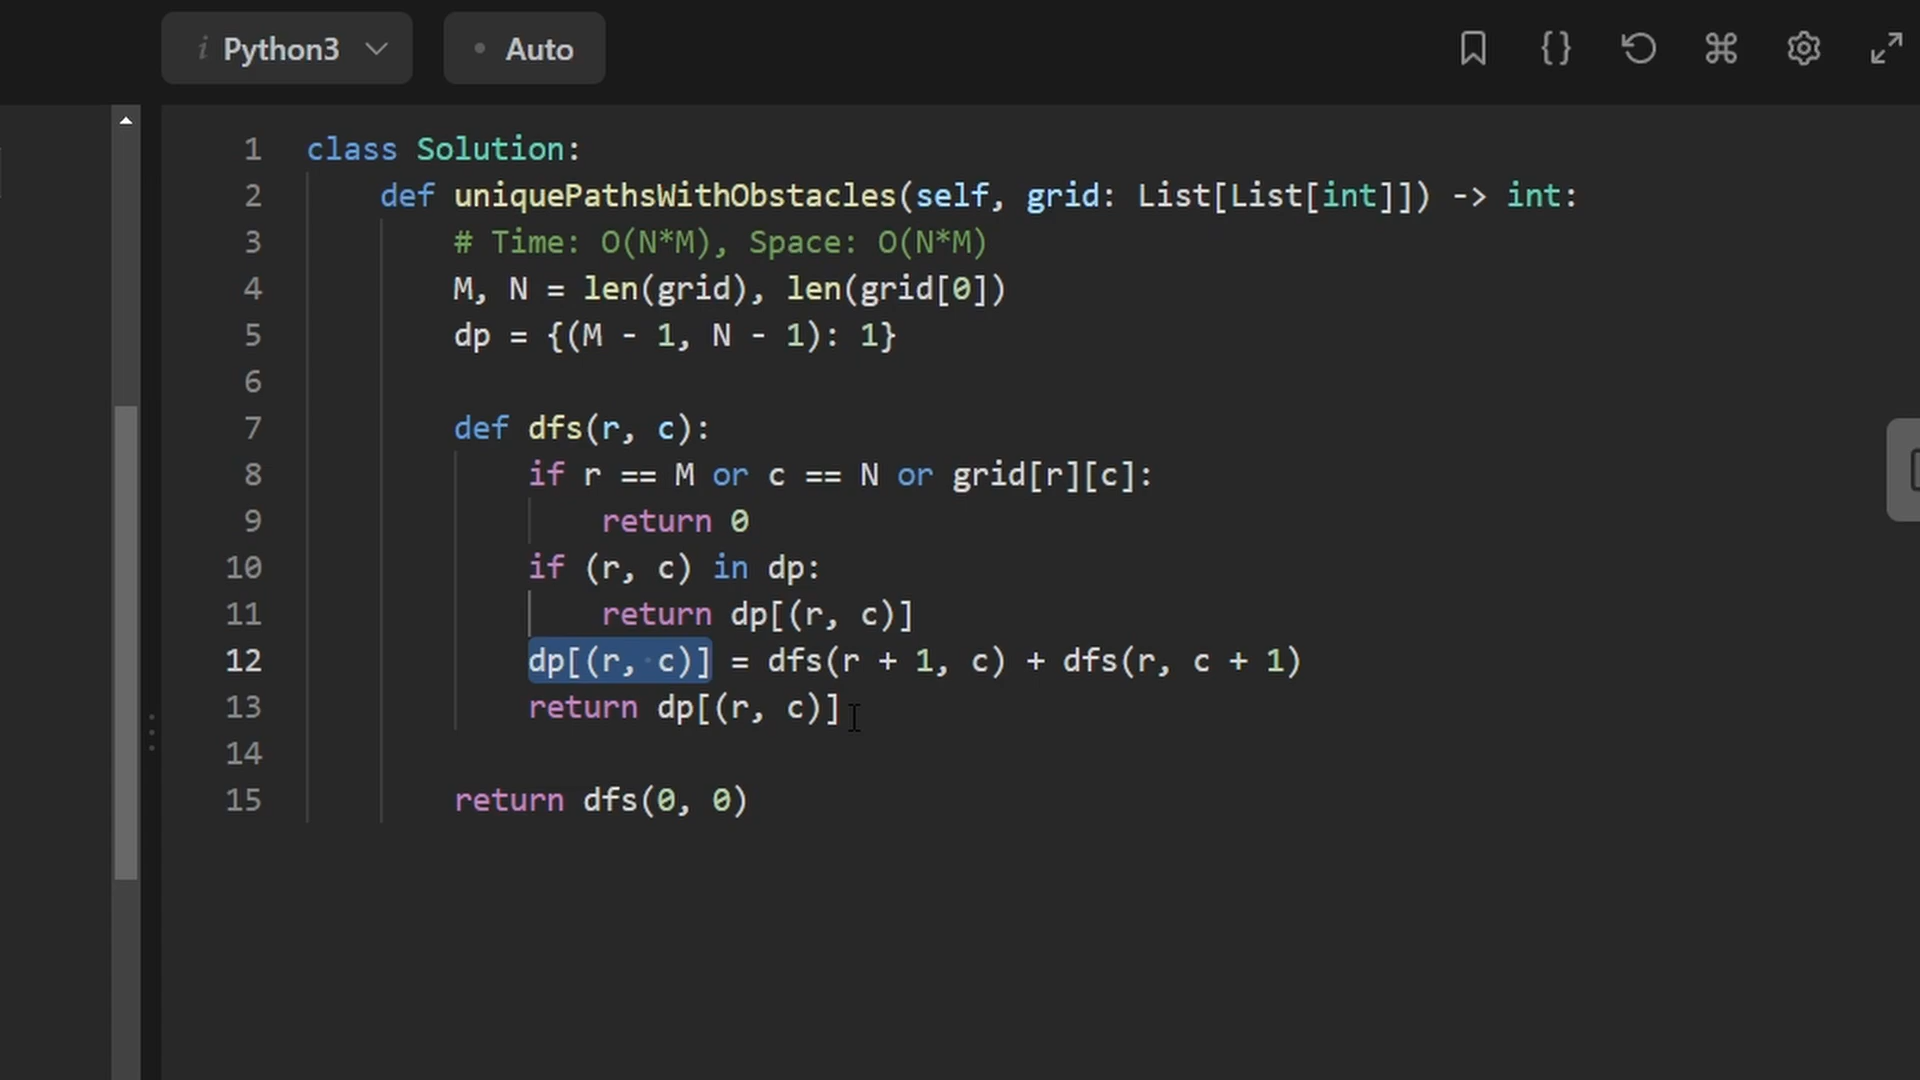 i Python3 • Auto
1 class Solution:
2     def uniquePathsWithObstacles(self, grid: List[List[int]]) -> int:
3         # Time: O(N*M), Space: O(N*M)
4         M, N = len(grid), len(grid[0])
5         dp = {(M - 1, N - 1): 1}
6
7         def dfs(r, c):
8             if r == M or c == N or grid[r][c]:
9                 return 0
10             if (r, c) in dp:
11                 return dp[(r, c)]
12             dp[(r, c)] = dfs(r + 1, c) + dfs(r, c + 1)
13             return dp[(r, c)]
14
15         return dfs(0, 0)